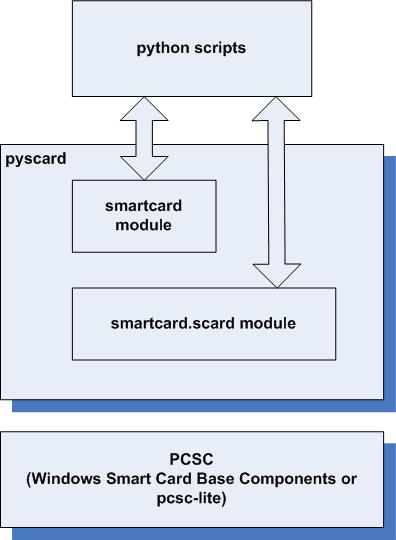 python scripts
pyscard
smartcard
module
smartcard.scard module
PCSC
(Windows Smart Card Base Components or
pcsc-lite)